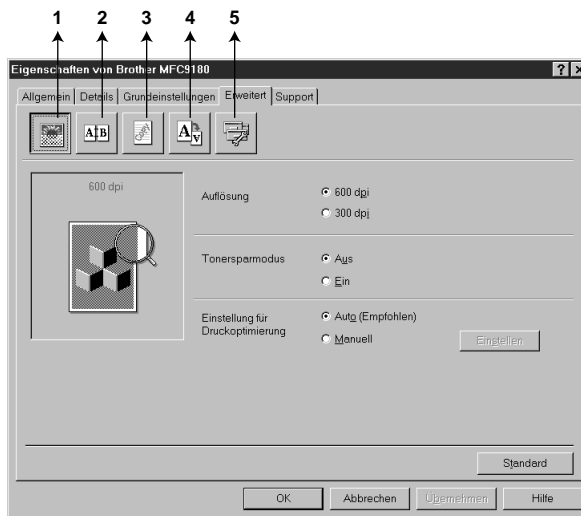 1 2 3 4 5
Eigenschaften von Brother MFC9180
Allgemein Details Grundeinstellungen Erweitert Support
A B
A
600 dpi
Auflösung
600 dpi
300 dpi
Tonersparmodus
Aus
Ein
Einstellung für
Druckoptimierung
Auto (Empfohlen)
Manuell
Einstellen
Standard
OK Abbrechen Übernehmen Hilfe